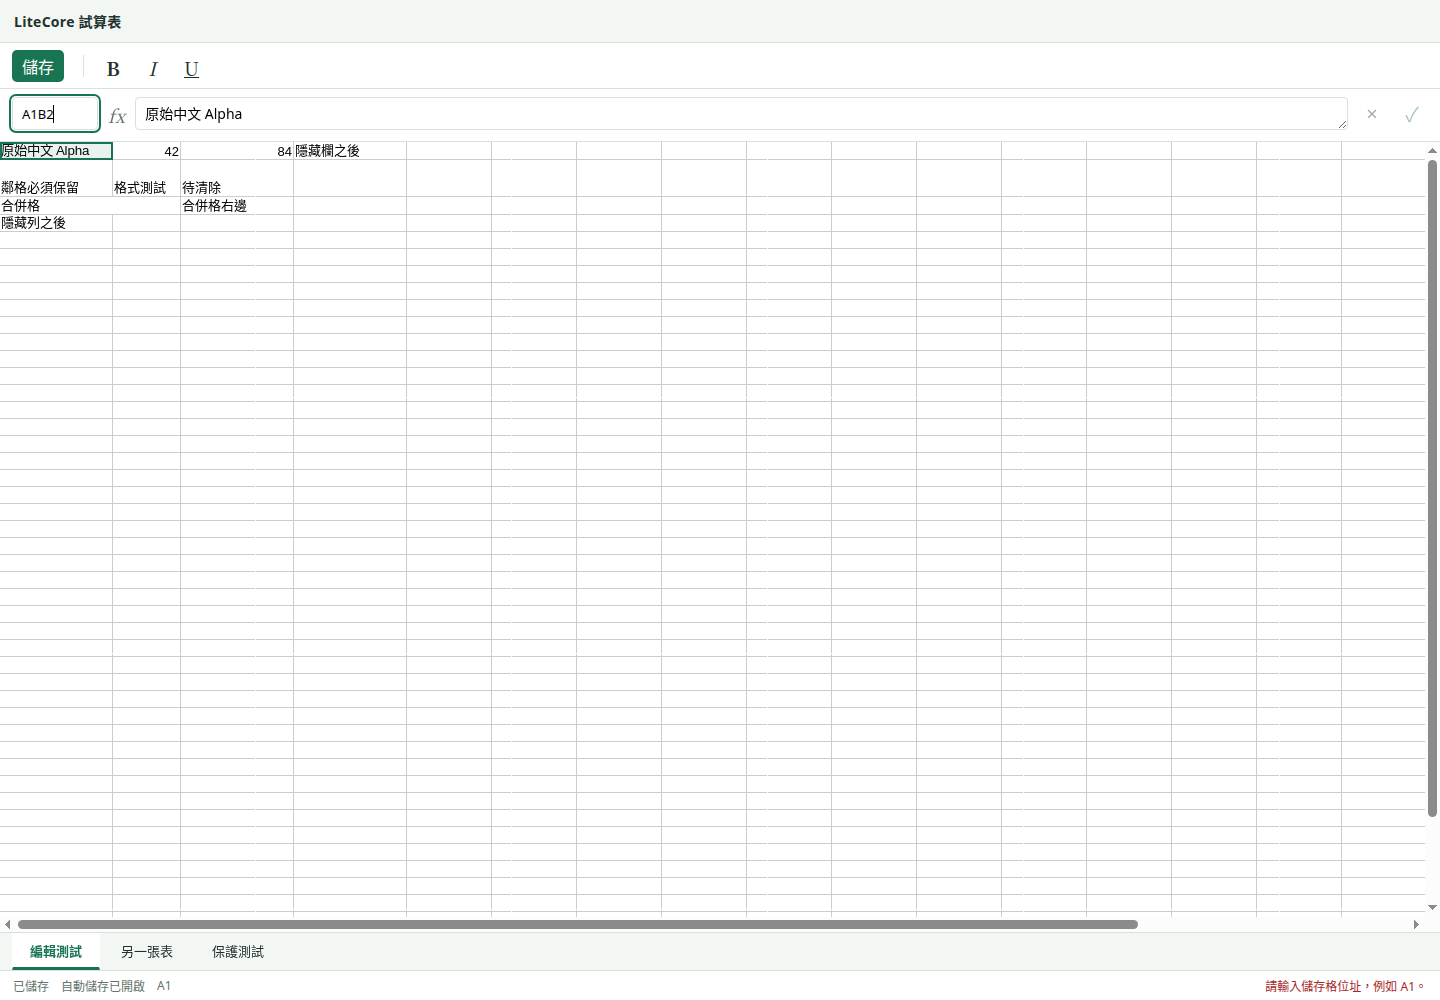 LiteCore 試算表
儲存 B I U
A1B2 fx 原始中文 Alpha × ✓
原始中文 Alpha 42 84 隱藏欄之後
鄰格必須保留 格式測試 待清除
合併格 合併格右邊
隱藏列之後
編輯測試 另一張表 保護測試
已儲存 自動儲存已開啟 A1 請輸入儲存格位址，例如 A1。